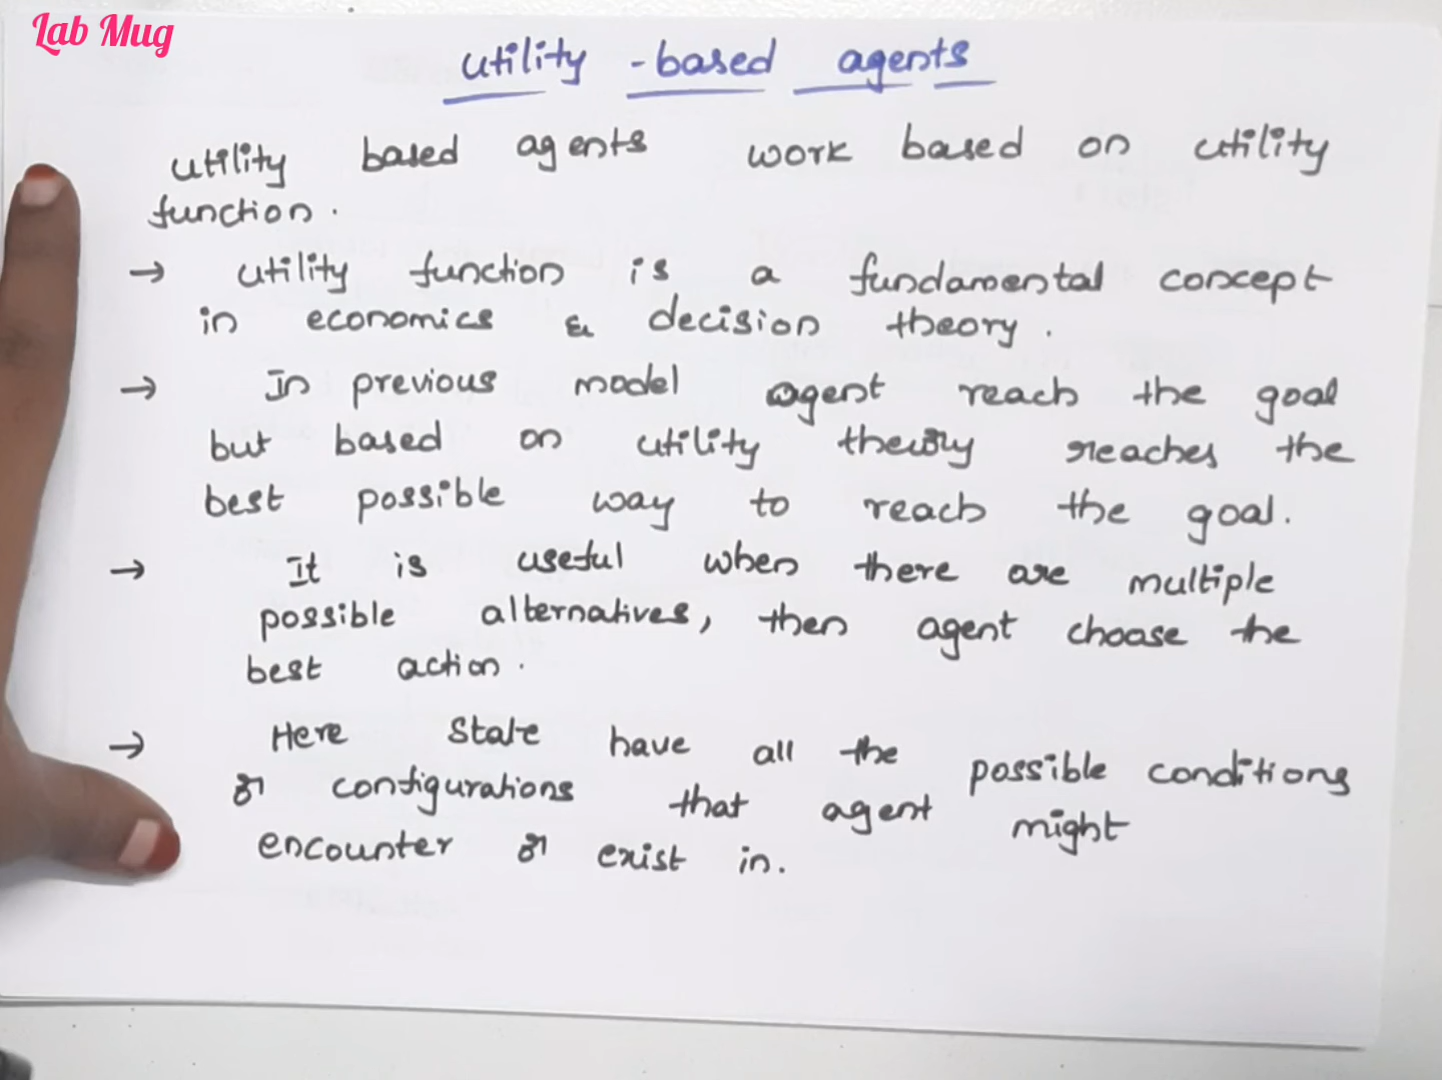 Lab Mug
utility -based agents
utility based agents work based on utility
function.
→ utility function is a fundamental concept
in economics & decision theory.
→ In previous model agent reach the goal
but based on utility theory reaches the
best possible way to reach the goal.
→ It is useful when there are multiple
possible alternatives, then agent choase the
best action.
→ Here State have all the possible conditions
or configurations that agent might
encounter or exist in.